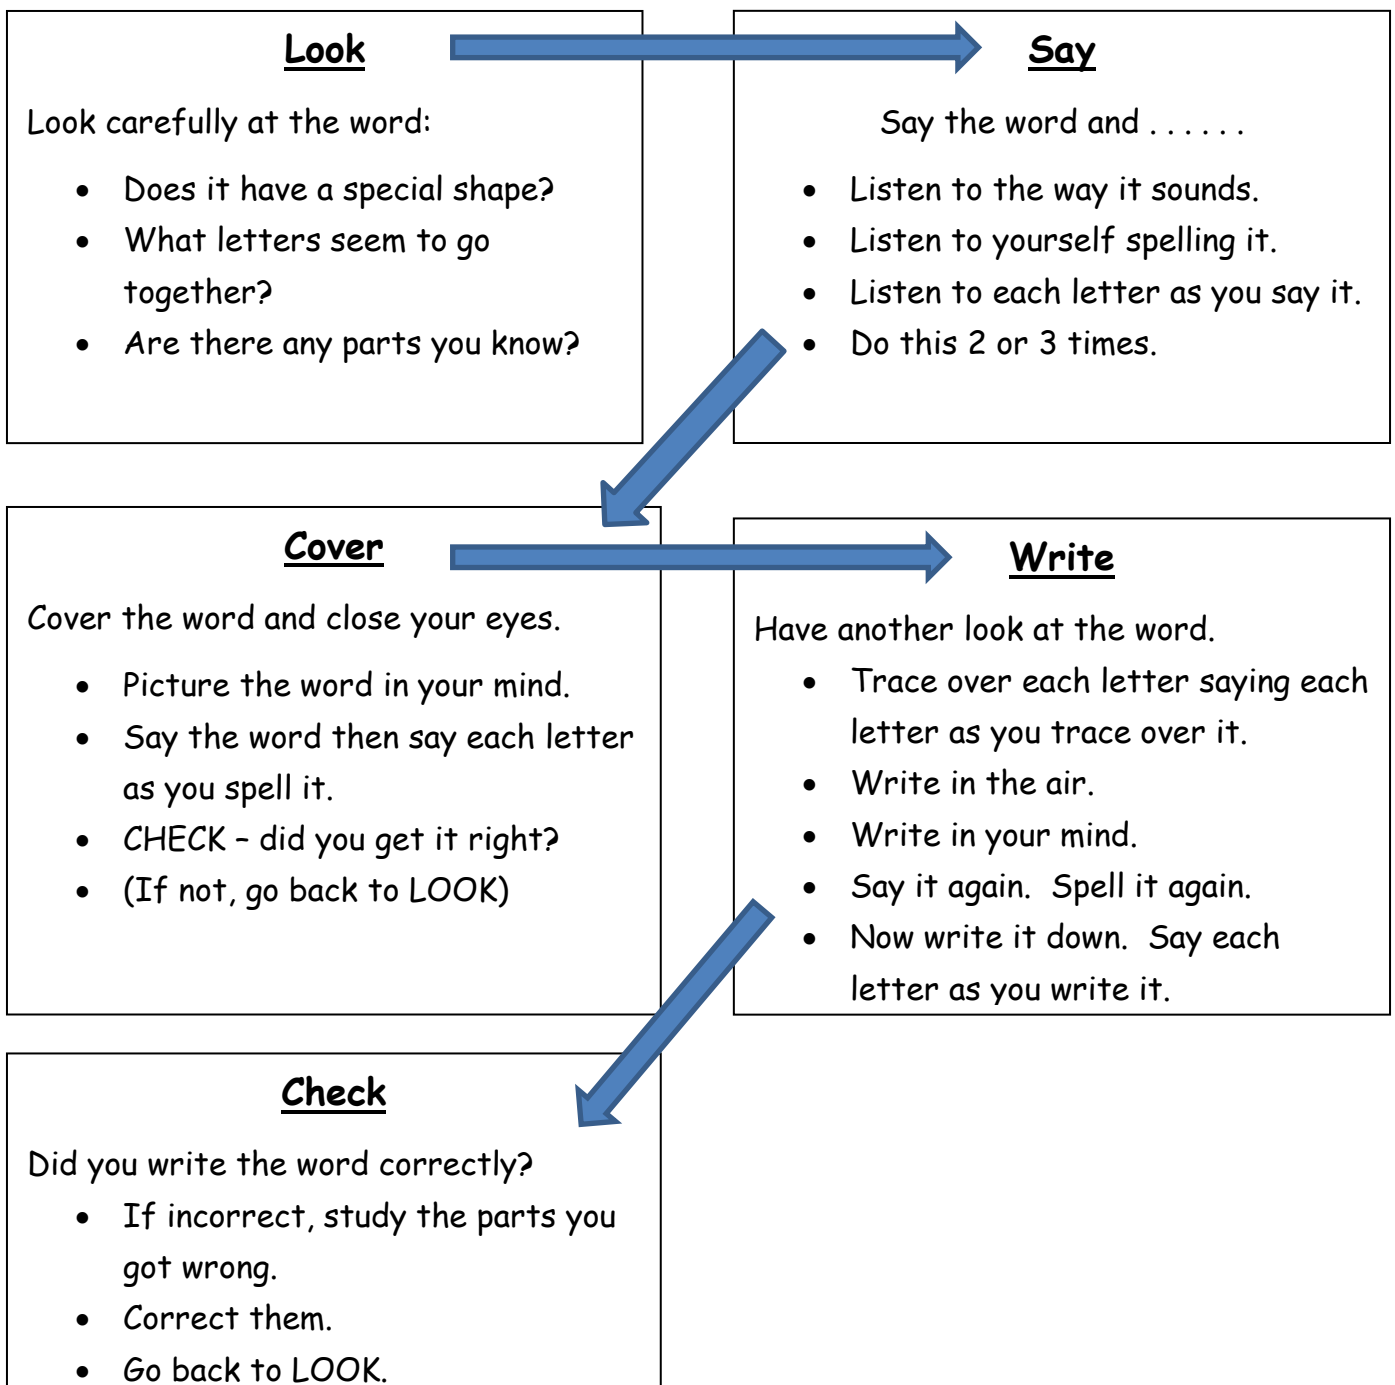 Look
Look carefully at the word:
• Does it have a special shape?
• What letters seem to go
together?
• Are there any parts you know?
Say
Say the word and . . . . . .
• Listen to the way it sounds.
• Listen to yourself spelling it.
• Listen to each letter as you say it.
• Do this 2 or 3 times.
Cover
Cover the word and close your eyes.
• Picture the word in your mind.
• Say the word then say each letter
as you spell it.
• CHECK – did you get it right?
• (If not, go back to LOOK)
Write
Have another look at the word.
• Trace over each letter saying each
letter as you trace over it.
• Write in the air.
• Write in your mind.
• Say it again.  Spell it again.
• Now write it down.  Say each
letter as you write it.
Check
Did you write the word correctly?
• If incorrect, study the parts you
got wrong.
• Correct them.
• Go back to LOOK.